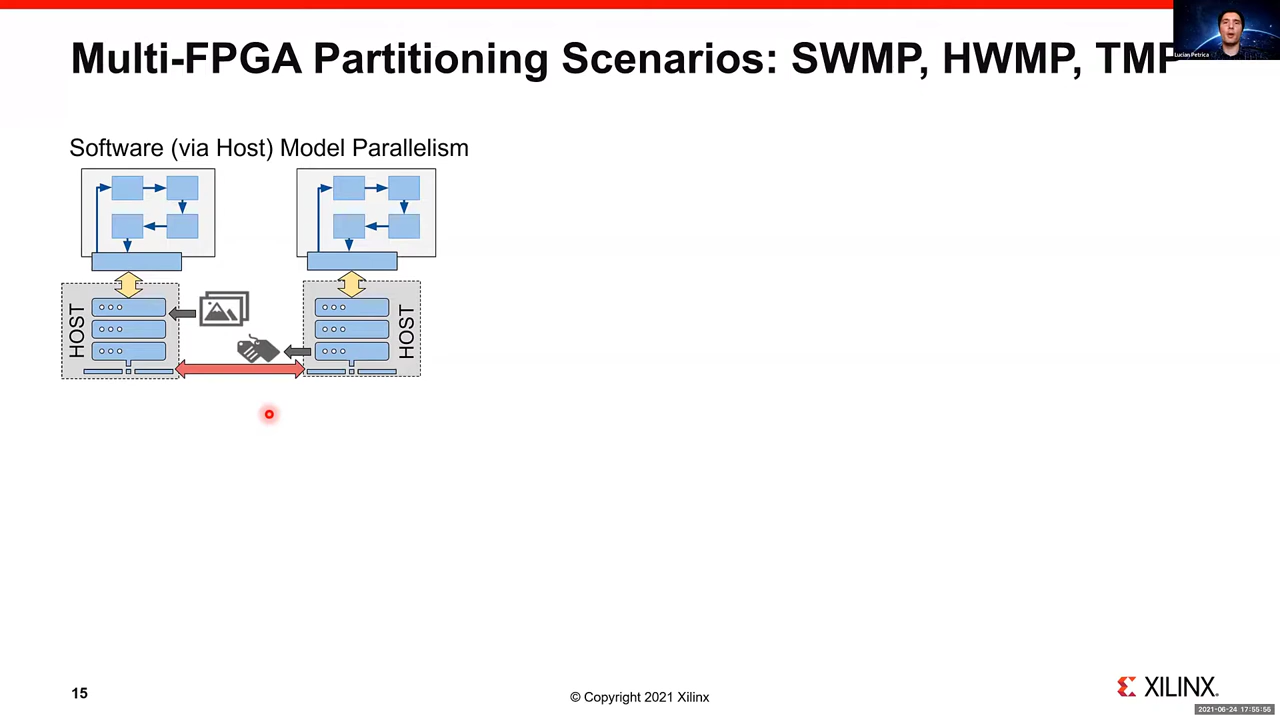 Multi-FPGA Partitioning Scenarios: SWMP, HWMP, TMP
Lucian Petrica
Software (via Host) Model Parallelism
HOST
HOST
15
© Copyright 2021 Xilinx
XILINX.
2021-06-24 17:55:55